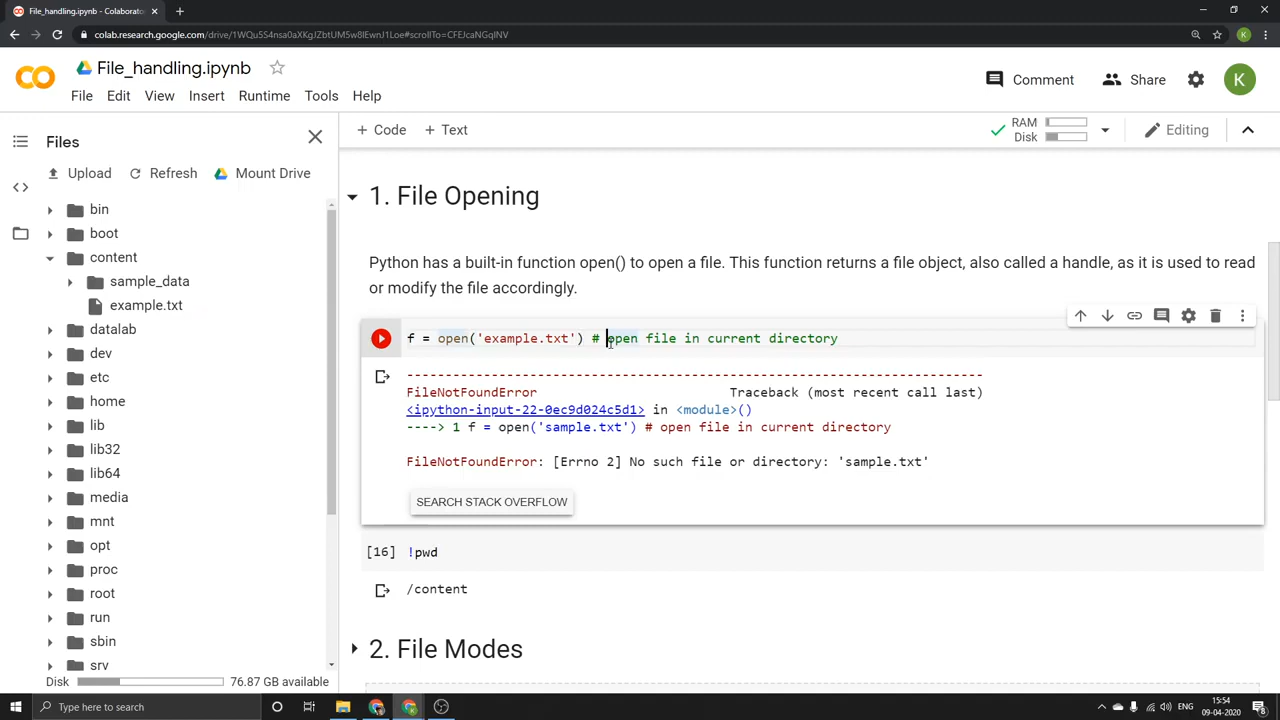 File_handling.ipynb - Colaborato
colab.research.google.com/drive/1WQu5S4nsa0aXKgJZbtUM5w8lEwnJ1Loe#scrollTo=CFEJcaNGqlNV
K
CO
File_handling.ipynb
Comment
Share
K
File Edit View Insert Runtime Tools Help
Files
+ Code + Text
RAM
Disk
Editing
Upload Refresh Mount Drive
bin
boot
content
sample_data
example.txt
datalab
dev
etc
home
lib
lib32
lib64
media
mnt
opt
proc
root
run
sbin
srv
Disk 76.87 GB available
1. File Opening
Python has a built-in function open() to open a file. This function returns a file object, also called a handle, as it is used to read
or modify the file accordingly.
f = open('example.txt') # open file in current directory
---------------------------------------------------------------------------
FileNotFoundError Traceback (most recent call last)
<ipython-input-22-0ec9d024c5d1> in <module>()
----> 1 f = open('sample.txt') # open file in current directory
FileNotFoundError: [Errno 2] No such file or directory: 'sample.txt'
SEARCH STACK OVERFLOW
[16] !pwd
/content
2. File Modes
Type here to search
15:54
09-04-2020
8